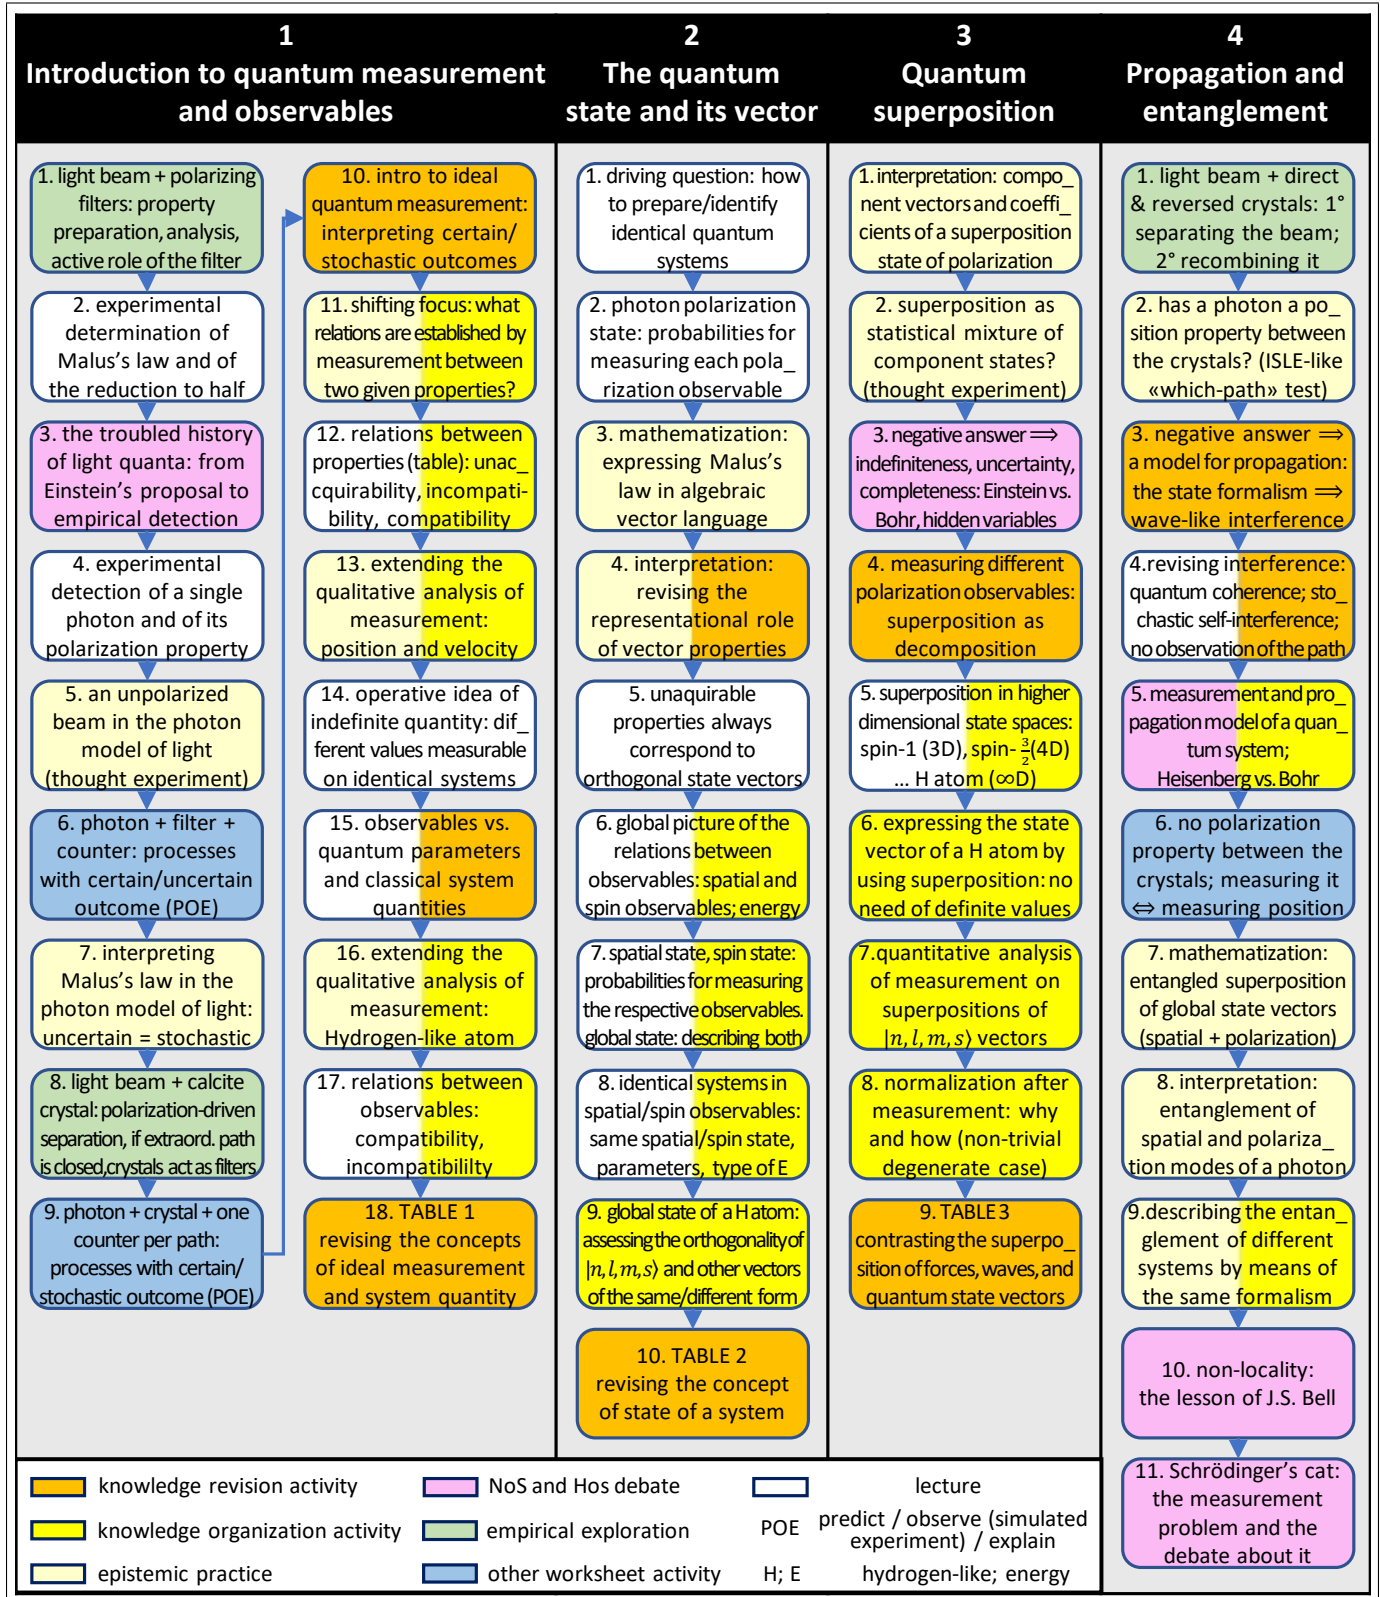 1
Introduction to quantum measurement
and observables
2
The quantum
state and its vector
3
Quantum
superposition
4
Propagation and
entanglement
1. light beam + polarizing
filters: property
preparation, analysis,
active role of the filter
2. experimental
determination of
Malus's law and of
the reduction to half
3. the troubled history
of light quanta: from
Einstein's proposal to
empirical detection
4. experimental
detection of a single
photon and of its
polarization property
5. an unpolarized
beam in the photon
model of light
(thought experiment)
6. photon + filter +
counter: processes
with certain/uncertain
outcome (POE)
7. interpreting
Malus's law in the
photon model of light:
uncertain = stochastic
8. light beam + calcite
crystal: polarization-driven
separation, if extraord. path
is closed,crystals act as filters
9. photon + crystal + one
counter per path:
processes with certain/
stochastic outcome (POE)
10. intro to ideal
quantum measurement:
interpreting certain/
stochastic outcomes
11. shifting focus: what
relations are established by
measurement between
two given properties?
12. relations between
properties (table): unac_
cquirability, incompati-
bility, compatibility
13. extending the
qualitative analysis of
measurement:
position and velocity
14. operative idea of
indefinite quantity: dif_
ferent values measurable
on identical systems
15. observables vs.
quantum parameters
and classical system
quantities
16. extending the
qualitative analysis of
measurement:
Hydrogen-like atom
17. relations between
observables:
compatibility,
incompatibililty
18. TABLE 1
revising the concepts
of ideal measurement
and system quantity
1. driving question: how
to prepare/identify
identical quantum
systems
2. photon polarization
state: probabilities for
measuring each pola_
rization observable
3. mathematization:
expressing Malus's
law in algebraic
vector language
4. interpretation:
revising the
representational role
of vector properties
5. unaquirable
properties always
correspond to
orthogonal state vectors
6. global picture of the
relations between
observables: spatial and
spin observables; energy
7. spatial state, spin state:
probabilities for measuring
the respective observables.
global state: describing both
8. identical systems in
spatial/spin observables:
same spatial/spin state,
parameters, type of E
9. global state of a H atom:
assessing the orthogonality of
|n, l, m, s⟩ and other vectors
of the same/different form
10. TABLE 2
revising the concept
of state of a system
1. interpretation: compo_
nent vectors and coeffi_
cients of a superposition
state of polarization
2. superposition as
statistical mixture of
component states?
(thought experiment)
3. negative answer ⟹
indefiniteness, uncertainty,
completeness: Einstein vs.
Bohr, hidden variables
4. measuring different
polarization observables:
superposition as
decomposition
5. superposition in higher
dimensional state spaces:
spin-1 (3D), spin- 3/2 (4D)
... H atom (∞D)
6. expressing the state
vector of a H atom by
using superposition: no
need of definite values
7.quantitative analysis
of measurement on
superpositions of
|n, l, m, s⟩ vectors
8. normalization after
measurement: why
and how (non-trivial
degenerate case)
9. TABLE 3
contrasting the superpo_
sition of forces, waves, and
quantum state vectors
1. light beam + direct
& reversed crystals: 1°
separating the beam;
2° recombining it
2. has a photon a po_
sition property between
the crystals? (ISLE-like
«which-path» test)
3. negative answer ⟹
a model for propagation:
the state formalism ⟹
wave-like interference
4.revising interference:
quantum coherence; sto_
chastic self-interference;
no observation of the path
5. measurement and pro_
pagation model of a quan_
tum system;
Heisenberg vs. Bohr
6. no polarization
property between the
crystals; measuring it
⇔ measuring position
7. mathematization:
entangled superposition
of global state vectors
(spatial + polarization)
8. interpretation:
entanglement of
spatial and polariza_
tion modes of a photon
9.describing the entan_
glement of different
systems by means of
the same formalism
10. non-locality:
the lesson of J.S. Bell
11. Schrödinger's cat:
the measurement
problem and the
debate about it
knowledge revision activity
knowledge organization activity
epistemic practice
NoS and Hos debate
empirical exploration
other worksheet activity
lecture
POE predict / observe (simulated
experiment) / explain
H; E hydrogen-like; energy